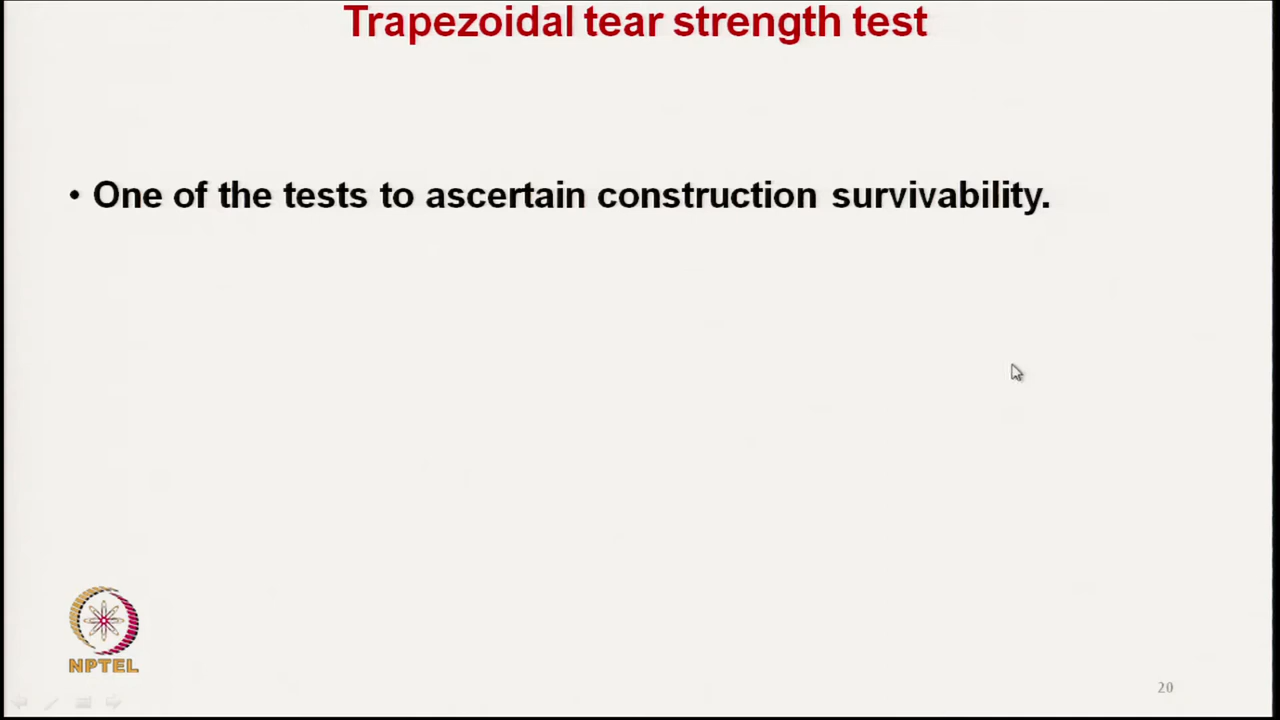 Trapezoidal tear strength test
• One of the tests to ascertain construction survivability.
NPTEL
20